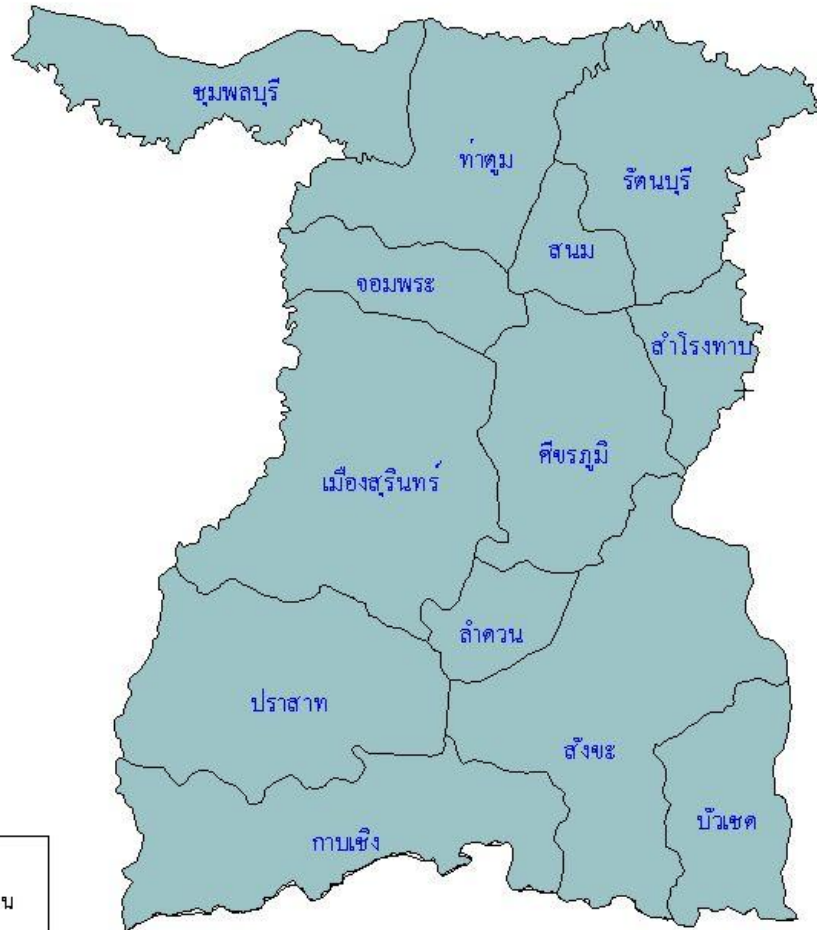 ชุมพลบุรี
ท่าตูม
รัตนบุรี
สนม
จอมพระ
สำโรงทาบ
ศีขรภูมิ
เมืองสุรินทร์
ลำดวน
ปราสาท
สังขะ
บัวเชด
กาบเชิง
น